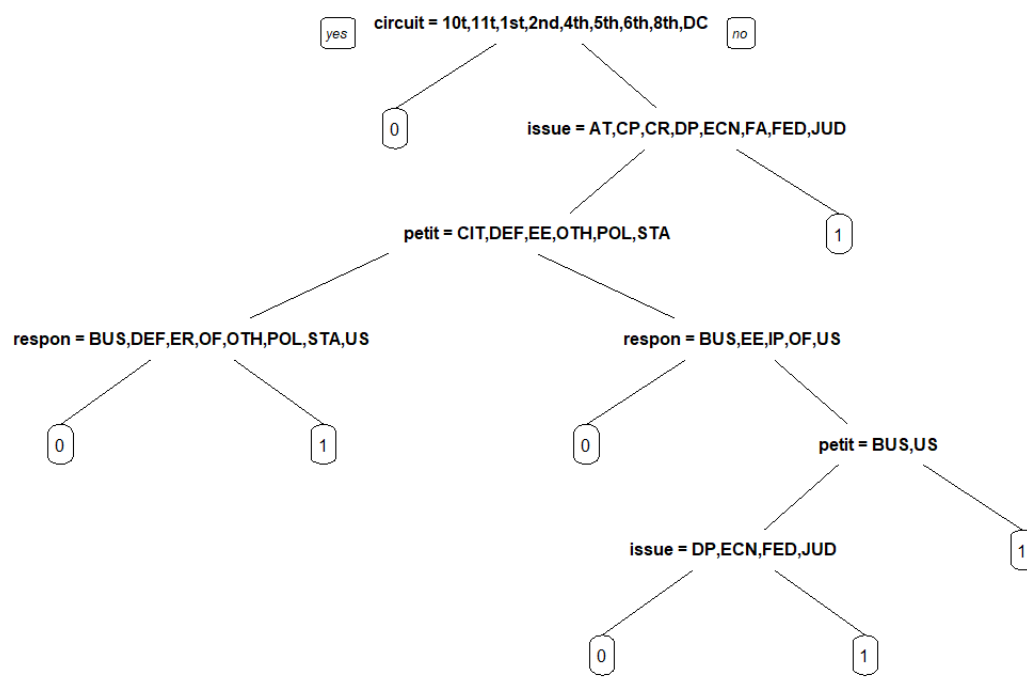 yes
circuit = 10t,11t,1st,2nd,4th,5th,6th,8th,DC
no
0
issue = AT,CP,CR,DP,ECN,FA,FED,JUD
petit = CIT,DEF,EE,OTH,POL,STA
1
respon = BUS,DEF,ER,OF,OTH,POL,STA,US
respon = BUS,EE,IP,OF,US
0
1
0
petit = BUS,US
issue = DP,ECN,FED,JUD
1
0
1